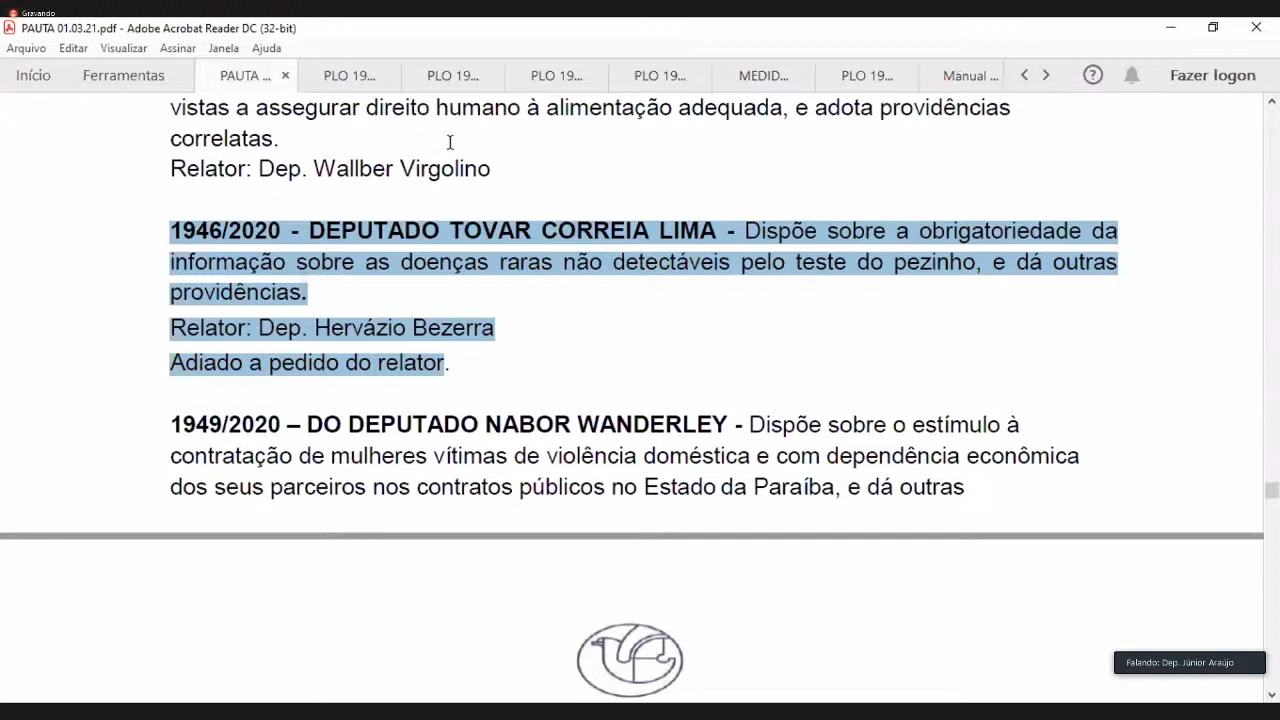 Gravando
PAUTA 01.03.21.pdf - Adobe Acrobat Reader DC (32-bit)
Arquivo Editar Visualizar Assinar Janela Ajuda
Início Ferramentas PAUTA ... × PLO 19... PLO 19... PLO 19... PLO 19... MEDID... PLO 19... Manual ... Fazer logon
vistas a assegurar direito humano à alimentação adequada, e adota providências
correlatas.
Relator: Dep. Wallber Virgolino
1946/2020 - DEPUTADO TOVAR CORREIA LIMA - Dispõe sobre a obrigatoriedade da
informação sobre as doenças raras não detectáveis pelo teste do pezinho, e dá outras
providências.
Relator: Dep. Hervázio Bezerra
Adiado a pedido do relator.
1949/2020 – DO DEPUTADO NABOR WANDERLEY - Dispõe sobre o estímulo à
contratação de mulheres vítimas de violência doméstica e com dependência econômica
dos seus parceiros nos contratos públicos no Estado da Paraíba, e dá outras
Falando: Dep. Júnior Araújo